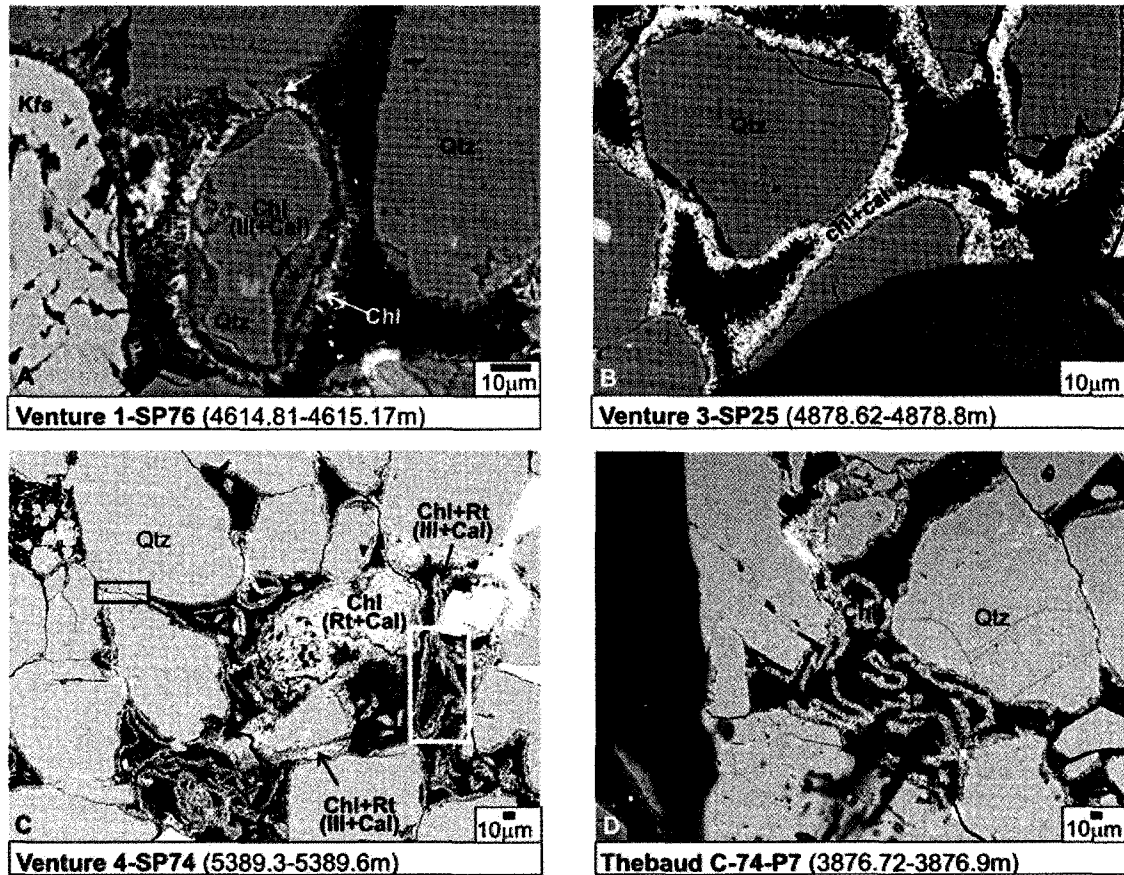 Kfs
Qtz
Chl
(Ill+Cal)
Qtz
Chl
A
10µm
Venture 1-SP76 (4614.81-4615.17m)
Qtz
chl+cal
B
10µm
Venture 3-SP25 (4878.62-4878.8m)
Qtz
Chl+Rt
(Ill+Cal)
Chl
(Rt+Cal)
Chl+Rt
(Ill+Cal)
C
10µm
Venture 4-SP74 (5389.3-5389.6m)
Chl
Qtz
D
10µm
Thebaud C-74-P7 (3876.72-3876.9m)